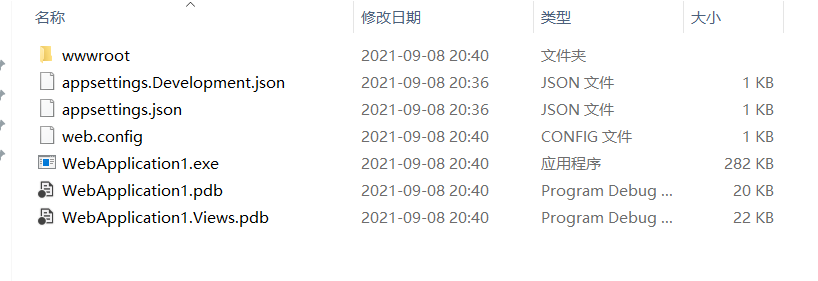 名称 修改日期 类型 大小
wwwroot 2021-09-08 20:40 文件夹
appsettings.Development.json 2021-09-08 20:36 JSON 文件 1 KB
appsettings.json 2021-09-08 20:36 JSON 文件 1 KB
web.config 2021-09-08 20:40 CONFIG 文件 1 KB
WebApplication1.exe 2021-09-08 20:40 应用程序 282 KB
WebApplication1.pdb 2021-09-08 20:40 Program Debug ... 20 KB
WebApplication1.Views.pdb 2021-09-08 20:40 Program Debug ... 22 KB